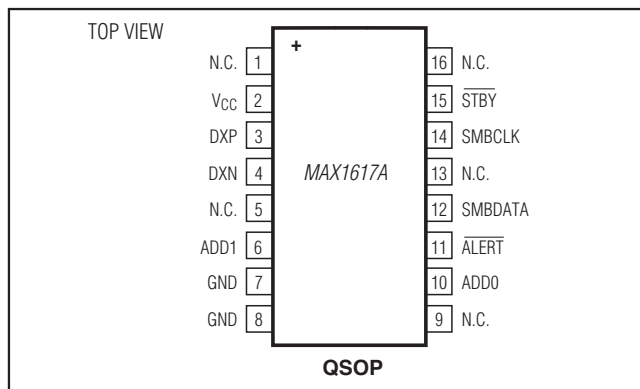 TOP VIEW
+
N.C. 1 16 N.C.
VCC 2 15 STBY
DXP 3 14 SMBCLK
DXN 4 MAX1617A 13 N.C.
N.C. 5 12 SMBDATA
ADD1 6 11 ALERT
GND 7 10 ADD0
GND 8 9 N.C.
QSOP